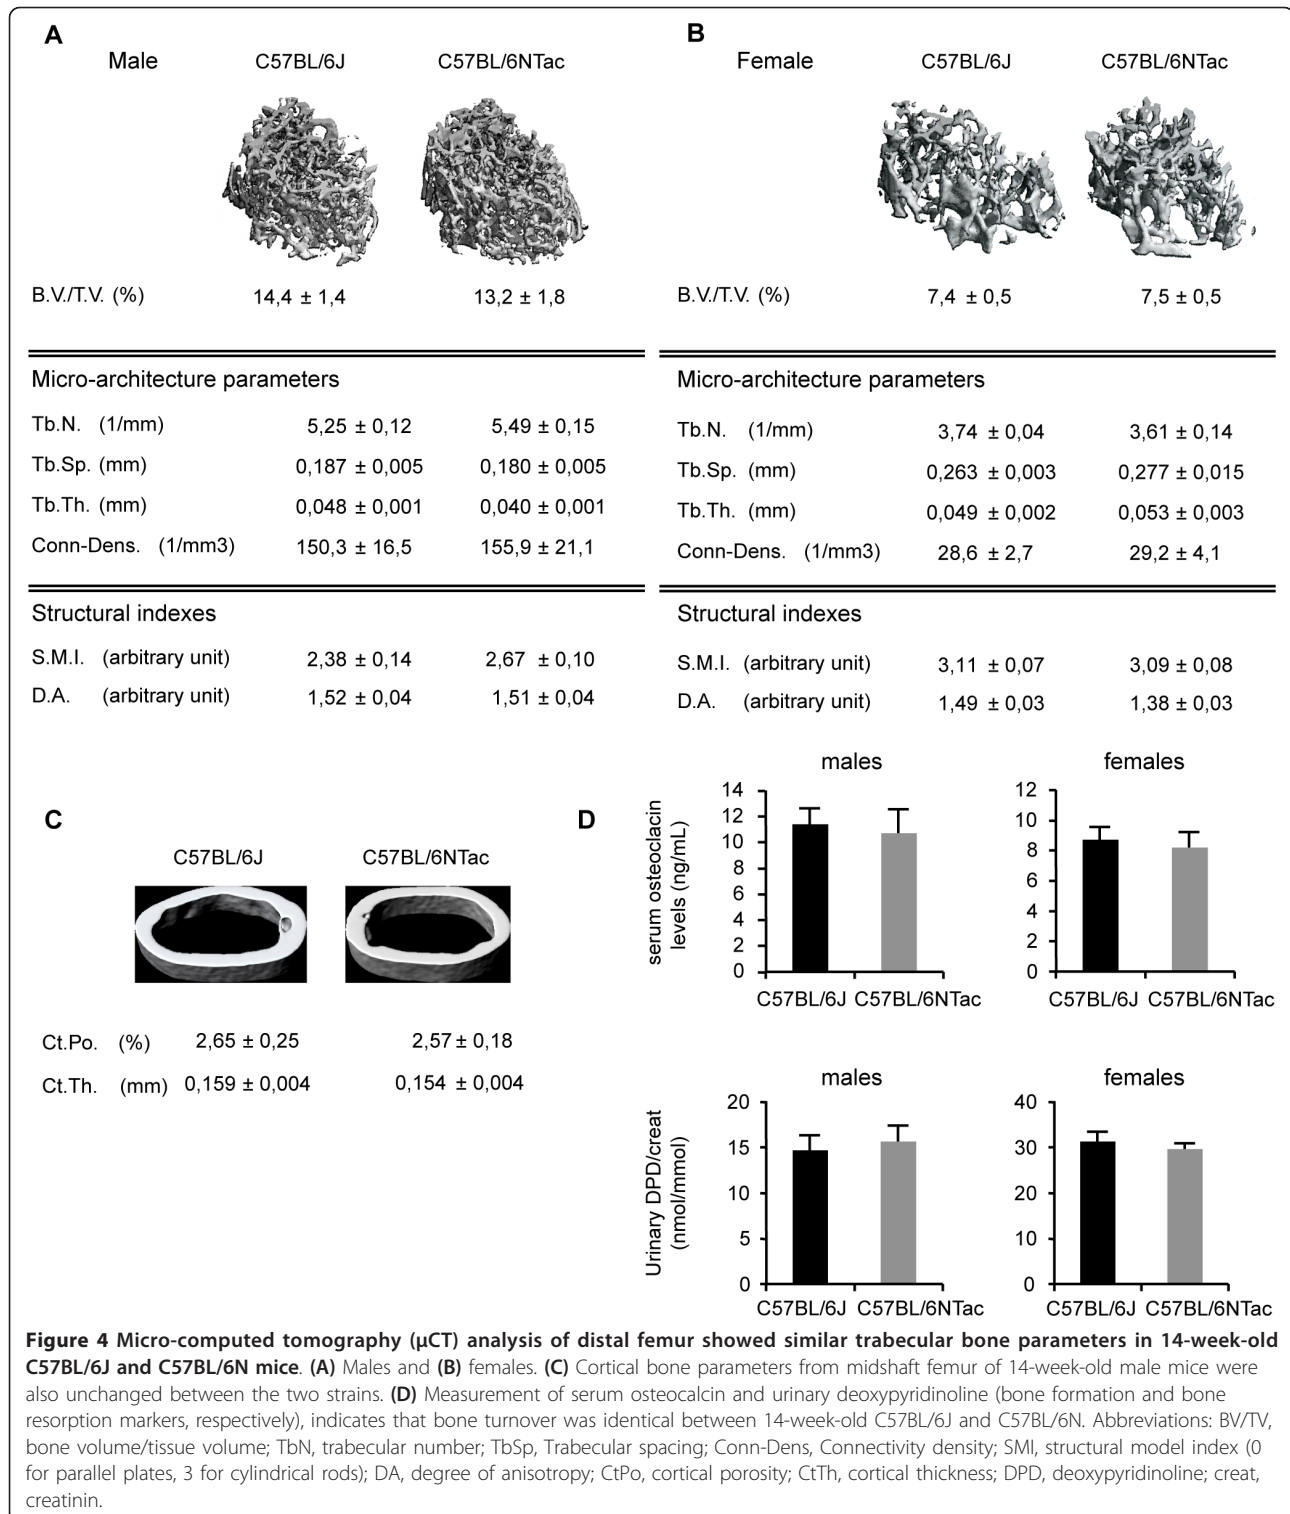 A
Male C57BL/6J C57BL/6NTac
B.V./T.V. (%) 14,4 ± 1,4 13,2 ± 1,8
Micro-architecture parameters
Tb.N. (1/mm) 5,25 ± 0,12 5,49 ± 0,15
Tb.Sp. (mm) 0,187 ± 0,005 0,180 ± 0,005
Tb.Th. (mm) 0,048 ± 0,001 0,040 ± 0,001
Conn-Dens. (1/mm3) 150,3 ± 16,5 155,9 ± 21,1
Structural indexes
S.M.I. (arbitrary unit) 2,38 ± 0,14 2,67 ± 0,10
D.A. (arbitrary unit) 1,52 ± 0,04 1,51 ± 0,04
B
Female C57BL/6J C57BL/6NTac
B.V./T.V. (%) 7,4 ± 0,5 7,5 ± 0,5
Micro-architecture parameters
Tb.N. (1/mm) 3,74 ± 0,04 3,61 ± 0,14
Tb.Sp. (mm) 0,263 ± 0,003 0,277 ± 0,015
Tb.Th. (mm) 0,049 ± 0,002 0,053 ± 0,003
Conn-Dens. (1/mm3) 28,6 ± 2,7 29,2 ± 4,1
Structural indexes
S.M.I. (arbitrary unit) 3,11 ± 0,07 3,09 ± 0,08
D.A. (arbitrary unit) 1,49 ± 0,03 1,38 ± 0,03
C
C57BL/6J C57BL/6NTac
Ct.Po. (%) 2,65 ± 0,25 2,57 ± 0,18
Ct.Th. (mm) 0,159 ± 0,004 0,154 ± 0,004
D
males
serum osteoclacin
levels (ng/mL)
14
12
10
8
6
4
2
0
C57BL/6J C57BL/6NTac
females
12
10
8
6
4
2
0
C57BL/6J C57BL/6NTac
males
Urinary DPD/creat
(nmol/mmol)
20
15
10
5
0
C57BL/6J C57BL/6NTac
females
40
30
20
10
0
C57BL/6J C57BL/6NTac
Figure 4 Micro-computed tomography (μCT) analysis of distal femur showed similar trabecular bone parameters in 14-week-old
C57BL/6J and C57BL/6N mice. (A) Males and (B) females. (C) Cortical bone parameters from midshaft femur of 14-week-old male mice were
also unchanged between the two strains. (D) Measurement of serum osteocalcin and urinary deoxypyridinoline (bone formation and bone
resorption markers, respectively), indicates that bone turnover was identical between 14-week-old C57BL/6J and C57BL/6N. Abbreviations: BV/TV,
bone volume/tissue volume; TbN, trabecular number; TbSp, Trabecular spacing; Conn-Dens, Connectivity density; SMI, structural model index (0
for parallel plates, 3 for cylindrical rods); DA, degree of anisotropy; CtPo, cortical porosity; CtTh, cortical thickness; DPD, deoxypyridinoline; creat,
creatinin.